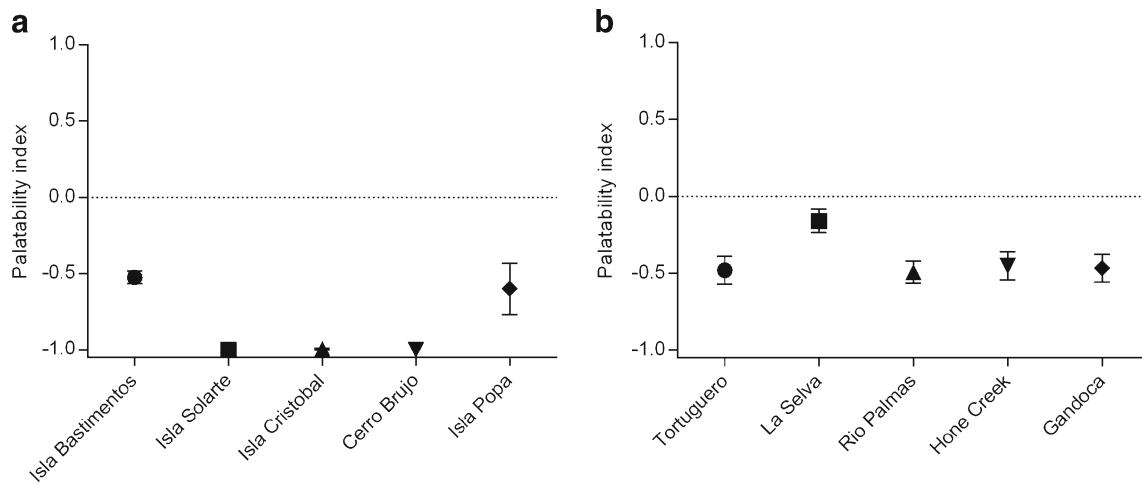 a
1.0
0.5
0.0
-0.5
-1.0
Palatability index
Isla Bastimentos
Isla Solarte
Isla Cristobal
Cerro Brujo
Isla Popa
b
1.0
0.5
0.0
-0.5
-1.0
Palatability index
Tortuguero
La Selva
Rio Palmas
Hone Creek
Gandoca